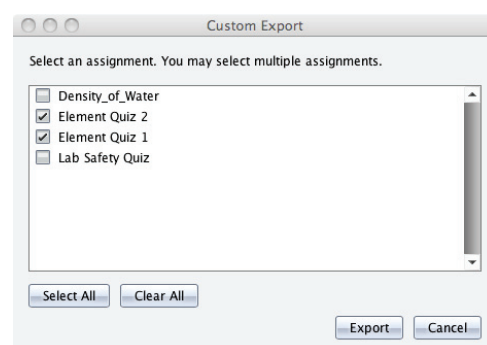 Custom Export
Select an assignment. You may select multiple assignments.
Density_of_Water
Element Quiz 2
Element Quiz 1
Lab Safety Quiz
Select All Clear All
Export Cancel